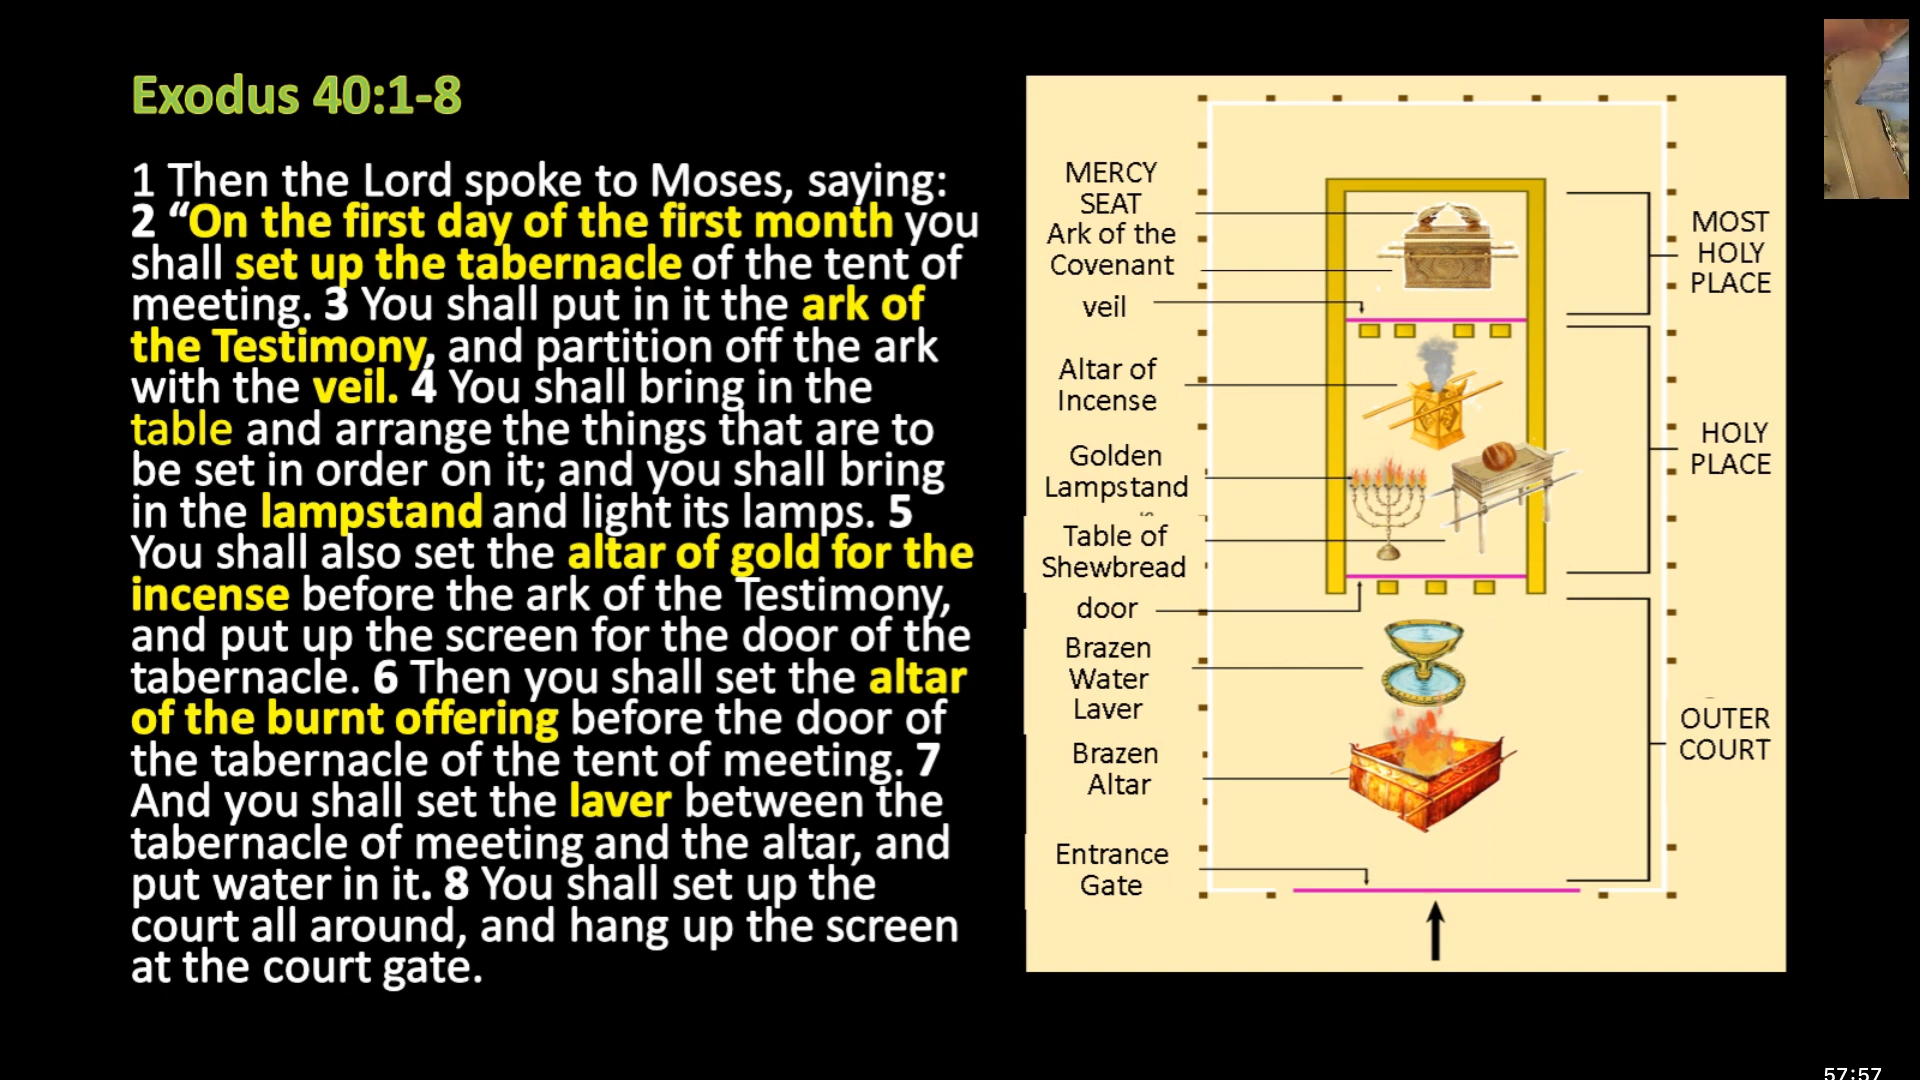 Exodus 40:1-8
1 Then the Lord spoke to Moses, saying:
2 “On the first day of the first month you
shall set up the tabernacle of the tent of
meeting. 3 You shall put in it the ark of
the Testimony, and partition off the ark
with the veil. 4 You shall bring in the
table and arrange the things that are to
be set in order on it; and you shall bring
in the lampstand and light its lamps. 5
You shall also set the altar of gold for the
incense before the ark of the Testimony,
and put up the screen for the door of the
tabernacle. 6 Then you shall set the altar
of the burnt offering before the door of
the tabernacle of the tent of meeting. 7
And you shall set the laver between the
tabernacle of meeting and the altar, and
put water in it. 8 You shall set up the
court all around, and hang up the screen
at the court gate.
MERCY
SEAT
Ark of the
Covenant
veil
Altar of
Incense
Golden
Lampstand
Table of
Shewbread
door
Brazen
Water
Laver
Brazen
Altar
Entrance
Gate
MOST
HOLY
PLACE
HOLY
PLACE
OUTER
COURT
57:57